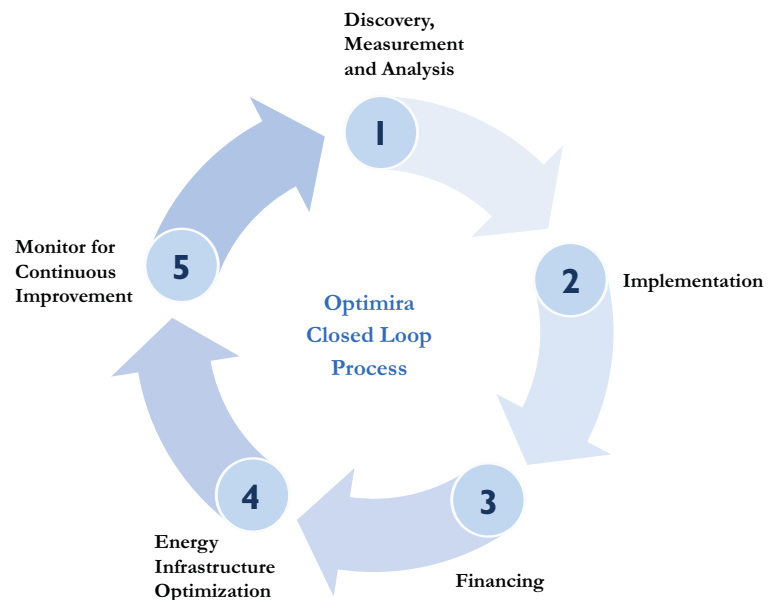 Discovery,
Measurement
and Analysis
1
2
Implementation
3
Financing
4
Energy
Infrastructure
Optimization
5
Monitor for
Continuous
Improvement
Optimira
Closed Loop
Process